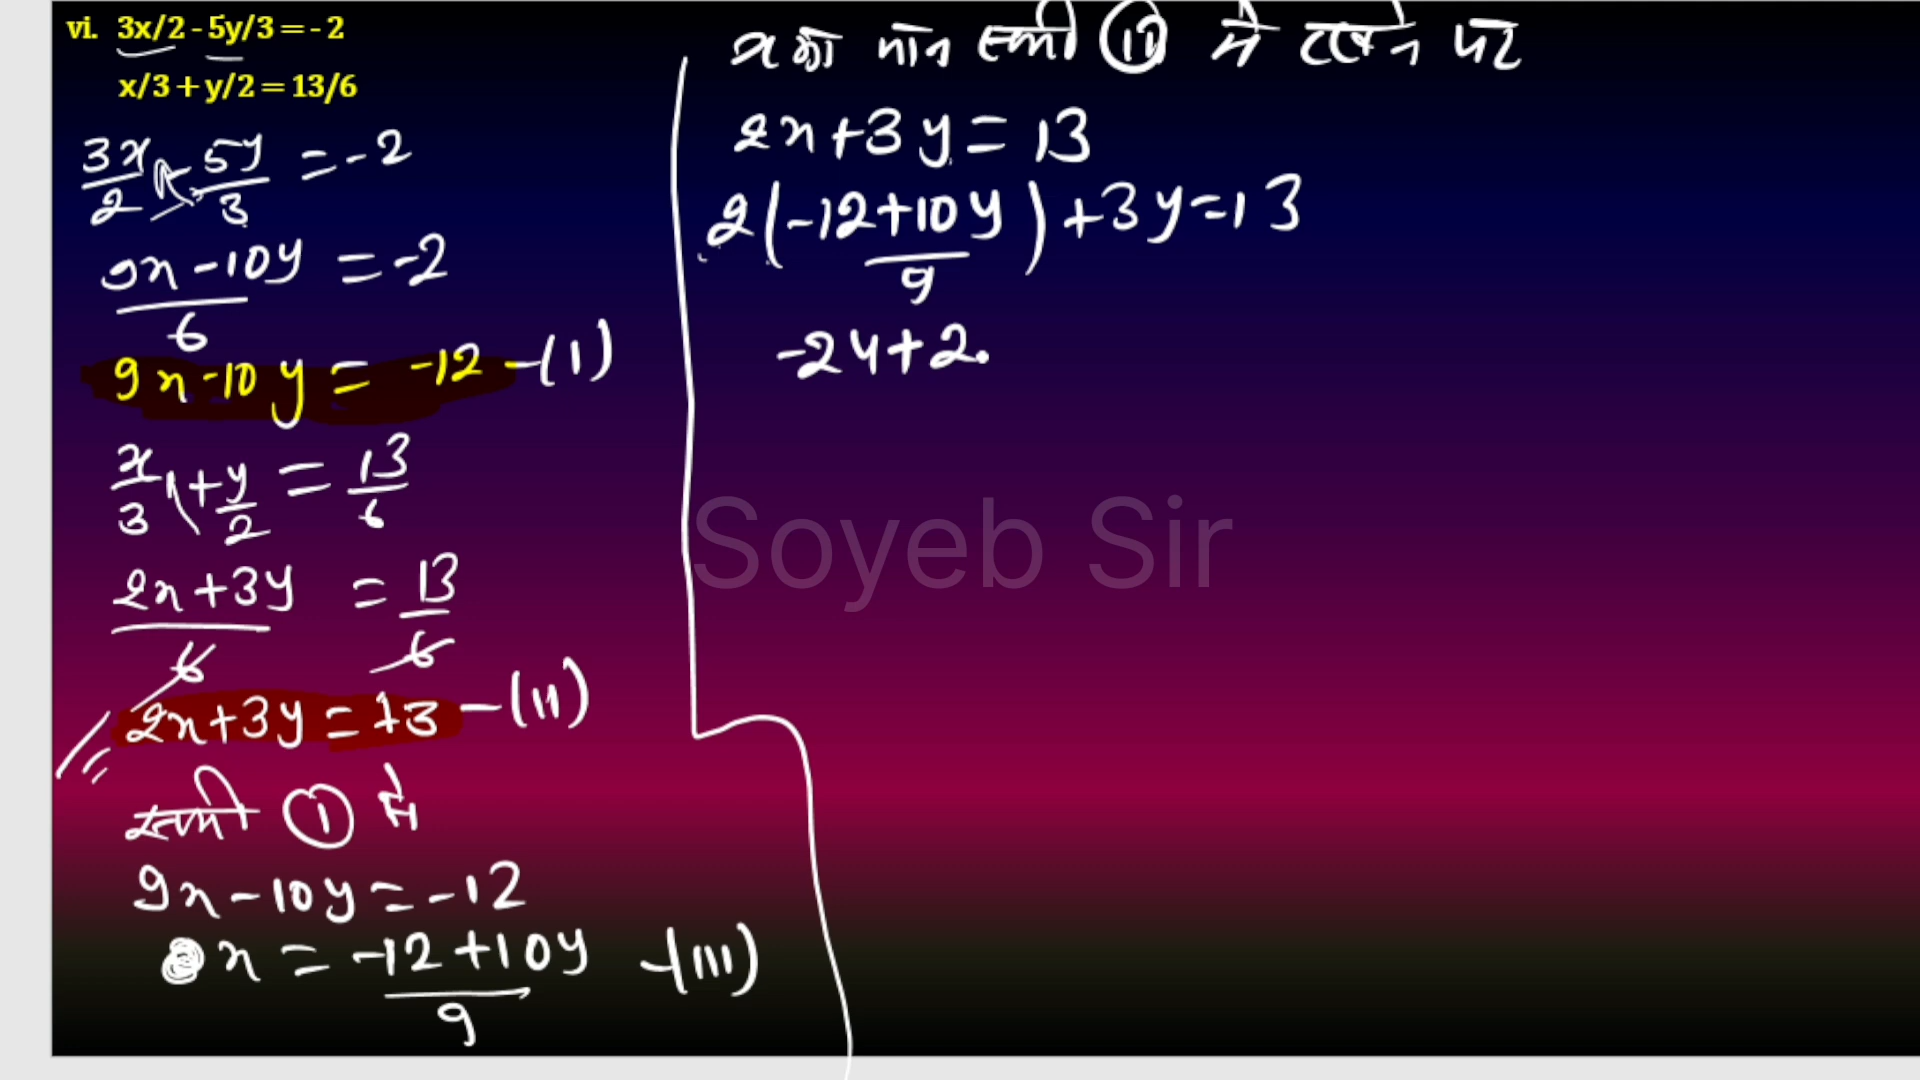 vi. 3x/2 - 5y/3 = - 2
x/3 + y/2 = 13/6
3x/2 - 5y/3 = -2
9x - 10y/6 = -2
9x - 10y = -12 -(I)
x/3 + y/2 = 13/6
2x + 3y/6 = 13/6
2x + 3y = 13 -(II)
समी ① से
9x - 10y = -12
x = -12 + 10y/9 -(III)
x का मान समी (II) में रखने पर
2x + 3y = 13
2(-12 + 10y/9) + 3y = 13
-24 + 2
Soyeb Sir